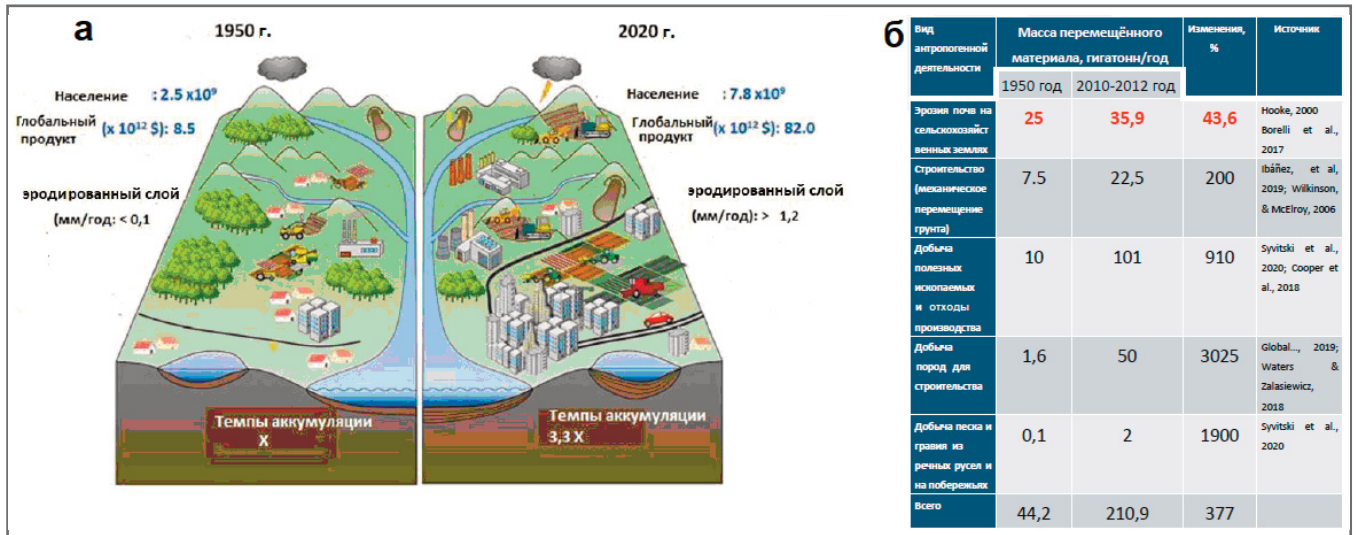 а
1950 г.
2020 г.
Население : 2.5 x10⁹
Глобальный (x 10¹² $): 8.5
продукт
эродированный слой
(мм/год: < 0,1
Население : 7.8 x10⁹
Глобальный (x 10¹² $): 82.0
продукт
эродированный слой
(мм/год): > 1,2
Темпы аккумуляции
X
Темпы аккумуляции
3,3 X
б
Вид
антропогенной
деятельности
Масса перемещённого
материала, гигатонн/год
Изменения,
%
Источник
1950 год
2010-2012 год
Эрозия почв на
сельскохозяйст
венных землях
25
35,9
43,6
Hooke, 2000
Borelli et al.,
2017
Строительство
(механическое
перемещение
грунта)
7.5
22,5
200
Ibáñez, et al,
2019; Wilkinson,
& McElroy, 2006
Добыча
полезных
ископаемых
и отходы
производства
10
101
910
Syvitski et al.,
2020; Cooper et
al., 2018
Добыча
пород для
строительства
1,6
50
3025
Global..., 2019;
Waters &
Zalasiewicz,
2018
Добыча песка и
гравия из
речных русел и
на побережьях
0,1
2
1900
Syvitski et al.,
2020
Всего
44,2
210,9
377